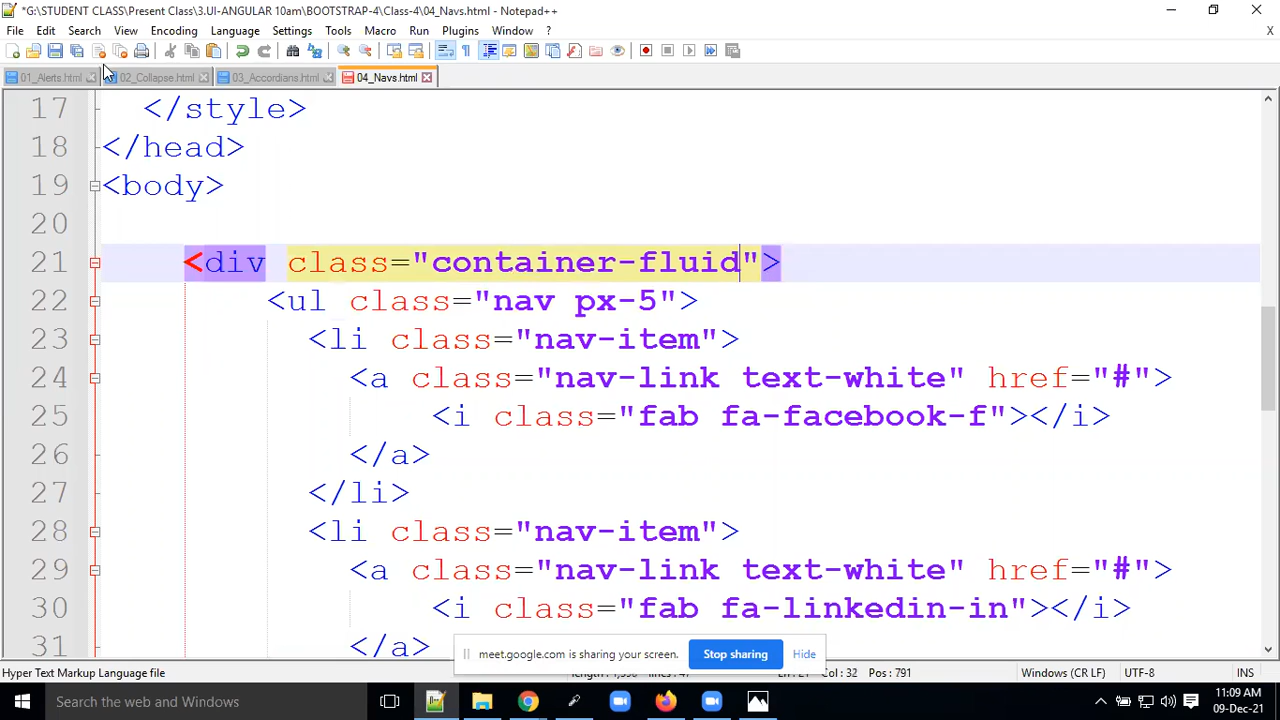 *G:\STUDENT CLASS\Present Class\3.UI-ANGULAR 10am\BOOTSTRAP-4\Class-4\04_Navs.html - Notepad++
File Edit Search View Encoding Language Settings Tools Macro Run Plugins Window ? X
01_Alerts.html 02_Collapse.html 03_Accordians.html 04_Navs.html
17 </style>
18 </head>
19 <body>
20
21 <div class="container-fluid">
22 <ul class="nav px-5">
23 <li class="nav-item">
24 <a class="nav-link text-white" href="#">
25 <i class="fab fa-facebook-f"></i>
26 </a>
27 </li>
28 <li class="nav-item">
29 <a class="nav-link text-white" href="#">
30 <i class="fab fa-linkedin-in"></i>
31 </a>
meet.google.com is sharing your screen. Stop sharing Hide
Hyper Text Markup Language file Col : 32 Pos : 791 Windows (CR LF) UTF-8 INS
Search the web and Windows
11:09 AM
09-Dec-21